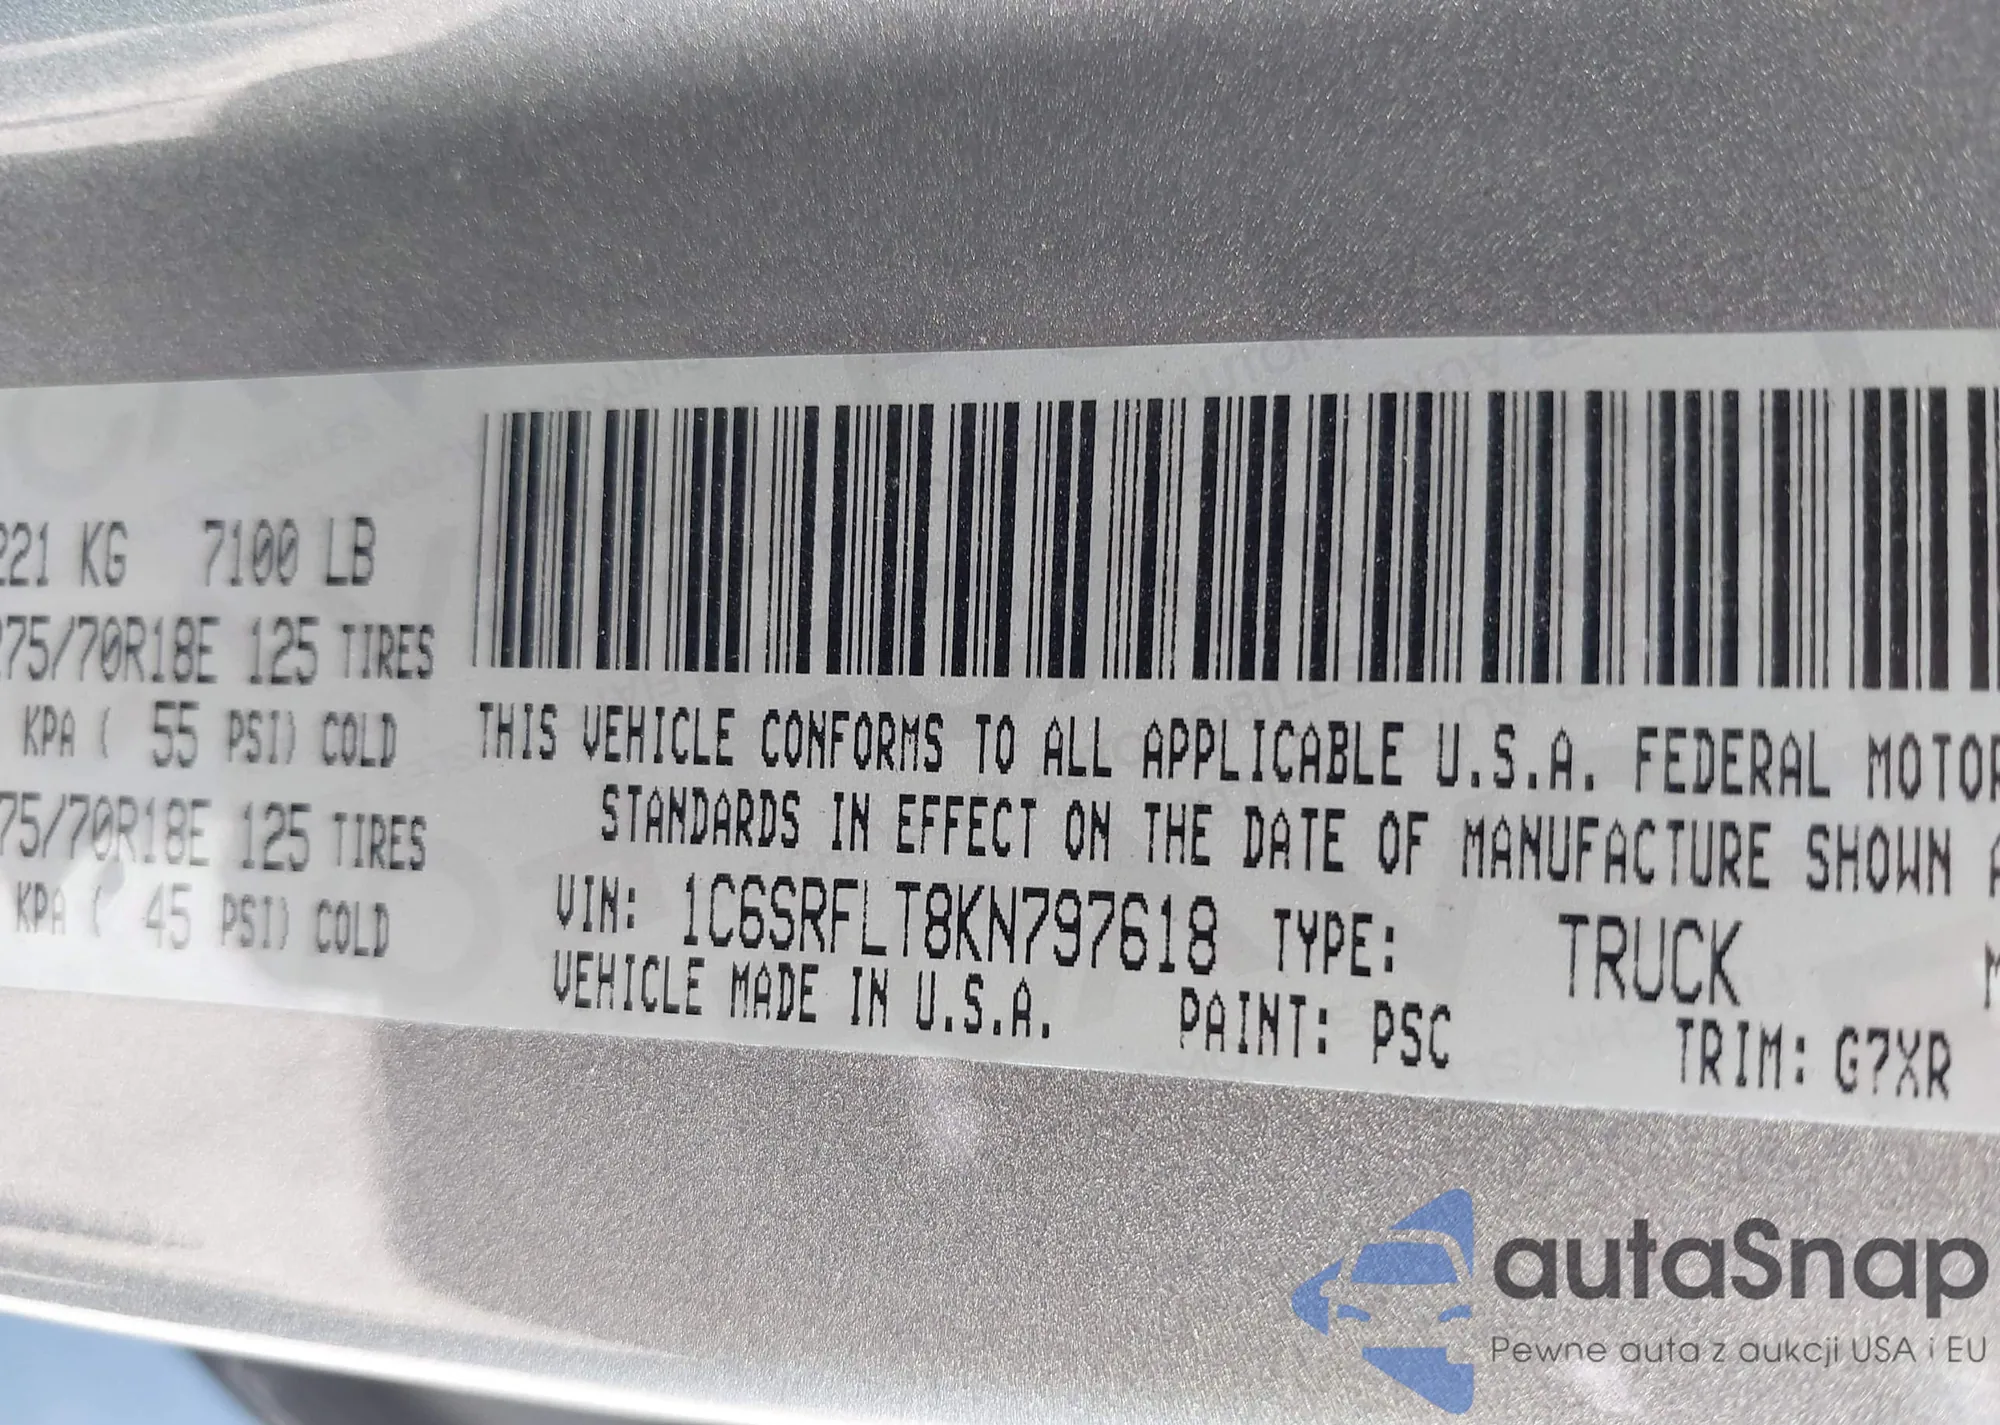 221 KG 7100 LB
275/70R18E 125 TIRES
KPA ( 55 PSI) COLD
75/70R18E 125 TIRES
KPA ( 45 PSI) COLD
THIS VEHICLE CONFORMS TO ALL APPLICABLE U.S.A. FEDERAL MOTOR
STANDARDS IN EFFECT ON THE DATE OF MANUFACTURE SHOWN A
VIN: 1C6SRFLT8KN797618 TYPE: TRUCK
VEHICLE MADE IN U.S.A. PAINT: PSC TRIM: G7XR
autaSnap
Pewne auta z aukcji USA i EU